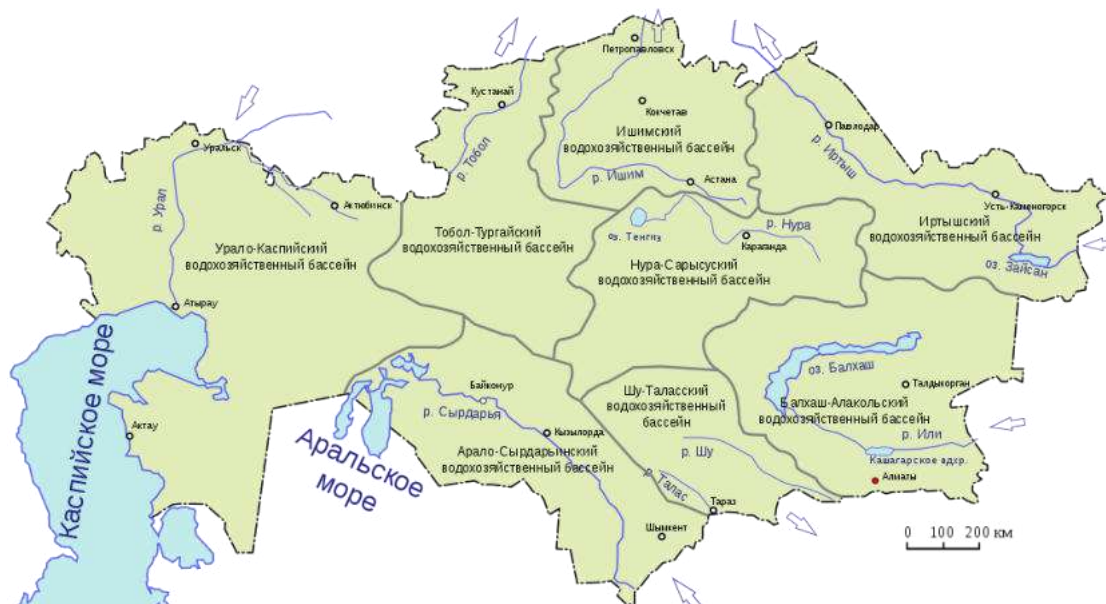 Петропавловск
Кустанай
Кокчетав
Павлодар
р. Тобол
Ишимский
водохозяйственный бассейн
р. Ишим
Астана
р. Иртыш
Усть-Каменогорск
Уральск
Актюбинск
р. Урал
Урало-Каспийский
водохозяйственный бассейн
Тобол-Тургайский
водохозяйственный бассейн
оз. Тенгиз
р. Нура
Караганда
Нура-Сарысуский
водохозяйственный бассейн
Иртышский
водохозяйственный бассейн
оз. Зайсан
Атырау
Каспийское море
Актау
Аральское
море
Байконур
р. Сырдарья
Кызылорда
Арало-Сырдарьинский
водохозяйственный бассейн
Шу-Таласский
водохозяйственный
бассейн
р. Шу
р. Талас
Тараз
Шымкент
оз. Балхаш
Талдыкорган
Балхаш-Алакольский
водохозяйственный бассейн
р. Или
Кашагарское вдхр.
Алматы
0 100 200 км